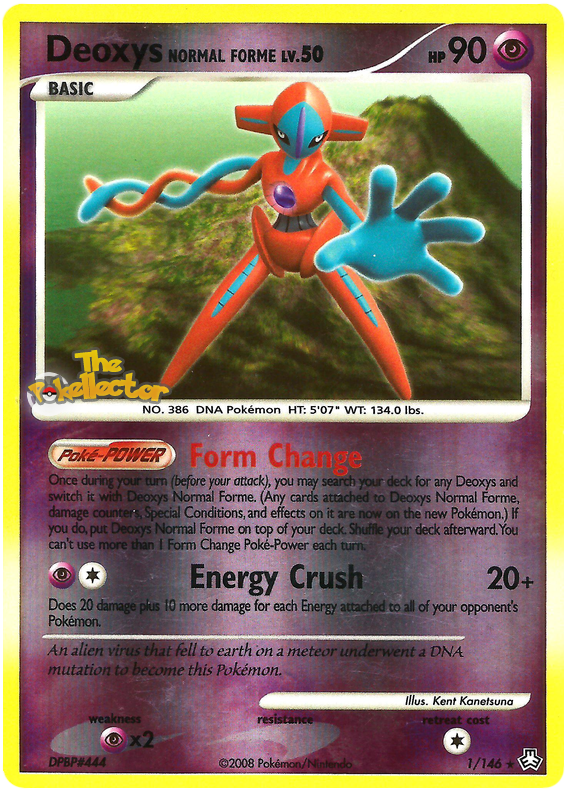 Deoxys NORMAL FORME LV.50 HP 90
BASIC
The
Pokellector
NO. 386 DNA Pokémon HT: 5'07" WT: 134.0 lbs.
Poké-POWER Form Change
Once during your turn (before your attack), you may search your deck for any Deoxys and
switch it with Deoxys Normal Forme. (Any cards attached to Deoxys Normal Forme,
damage counters, Special Conditions, and effects on it are now on the new Pokémon.) If
you do, put Deoxys Normal Forme on top of your deck. Shuffle your deck afterward. You
can't use more than 1 Form Change Poké-Power each turn.
Energy Crush 20+
Does 20 damage plus 10 more damage for each Energy attached to all of your opponent's
Pokémon.
An alien virus that fell to earth on a meteor underwent a DNA
mutation to become this Pokémon.
Illus. Kent Kanetsuna
weakness resistance retreat cost
x2
DPBP#444 ©2008 Pokémon/Nintendo 1/146 ★